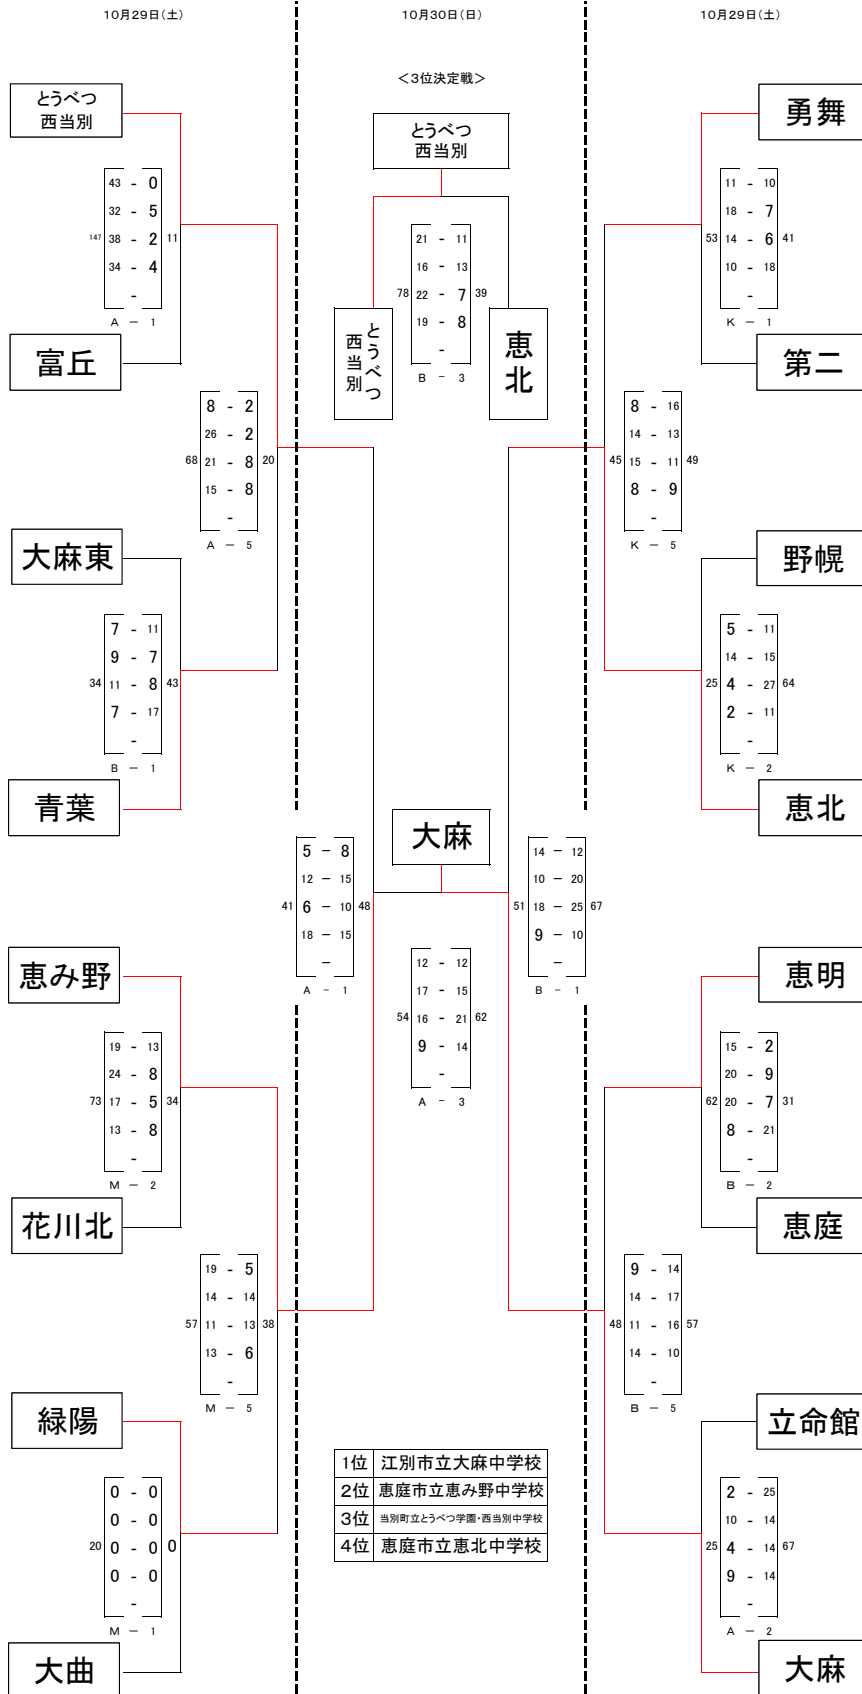 10月29日(土)
10月30日(日)
10月29日(土)
<3位決定戦>
とうべつ
西当別
43 - 0
32 - 5
147 38 - 2 11
34 - 4
-
A - 1
富丘
8 - 2
26 - 2
68 21 - 8 20
15 - 8
-
A - 5
大麻東
7 - 11
9 - 7
34 11 - 8 43
7 - 17
-
B - 1
青葉
とうべつ
西当別
21 - 11
16 - 13
78 22 - 7 39
19 - 8
-
B - 3
とうべつ
西当別
恵北
勇舞
11 - 10
18 - 7
53 14 - 6 41
10 - 18
-
K - 1
第二
8 - 16
14 - 13
45 15 - 11 49
8 - 9
-
K - 5
野幌
5 - 11
14 - 15
25 4 - 27 64
2 - 11
-
K - 2
恵北
5 - 8
12 - 15
41 6 - 10 48
18 - 15
-
A - 1
大麻
14 - 12
10 - 20
51 18 - 25 67
9 - 10
-
B - 1
12 - 12
17 - 15
54 16 - 21 62
9 - 14
-
A - 3
恵み野
19 - 13
24 - 8
73 17 - 5 34
13 - 8
-
M - 2
花川北
19 - 5
14 - 14
57 11 - 13 38
13 - 6
-
M - 5
緑陽
0 - 0
0 - 0
20 0 - 0 0
0 - 0
-
M - 1
大曲
恵明
15 - 2
20 - 9
62 20 - 7 31
8 - 21
-
B - 2
恵庭
9 - 14
14 - 17
48 11 - 16 57
14 - 10
-
B - 5
立命館
2 - 25
10 - 14
25 4 - 14 67
9 - 14
-
A - 2
大麻
1位 江別市立大麻中学校
2位 恵庭市立恵み野中学校
3位 当別町立とうべつ学園・西当別中学校
4位 恵庭市立恵北中学校